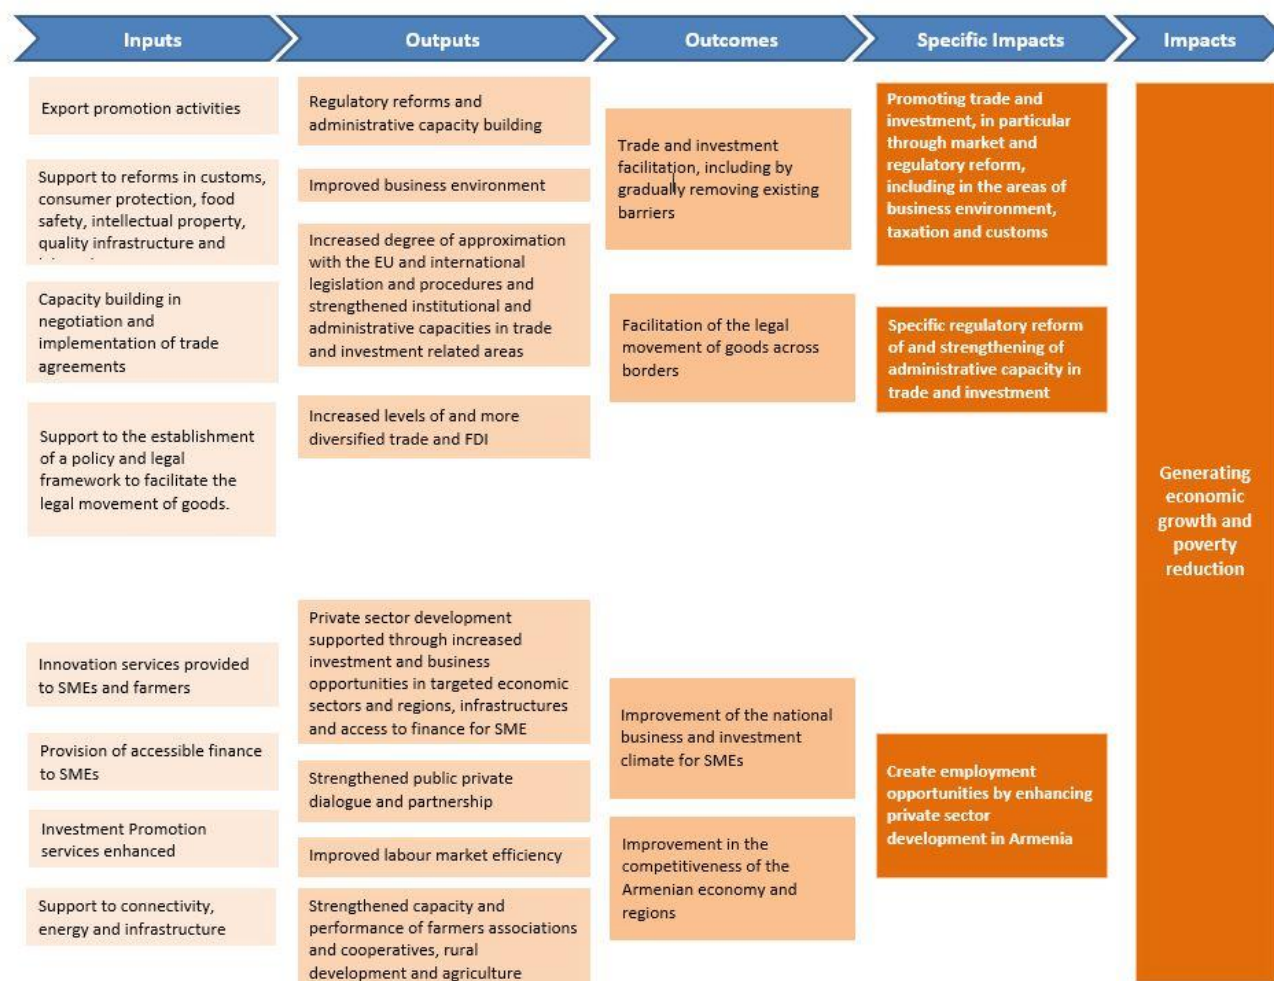 Inputs
Outputs
Outcomes
Specific Impacts
Impacts
Export promotion activities
Support to reforms in customs,
consumer protection, food
safety, intellectual property,
quality infrastructure and
Capacity building in
negotiation and
implementation of trade
agreements
Support to the establishment
of a policy and legal
framework to facilitate the
legal movement of goods.
Innovation services provided
to SMEs and farmers
Provision of accessible finance
to SMEs
Investment Promotion
services enhanced
Support to connectivity,
energy and infrastructure
Regulatory reforms and
administrative capacity building
Improved business environment
Increased degree of approximation
with the EU and international
legislation and procedures and
strengthened institutional and
administrative capacities in trade
and investment related areas
Increased levels of and more
diversified trade and FDI
Private sector development
supported through increased
investment and business
opportunities in targeted economic
sectors and regions, infrastructures
and access to finance for SME
Strengthened public private
dialogue and partnership
Improved labour market efficiency
Strengthened capacity and
performance of farmers associations
and cooperatives, rural
development and agriculture
Trade and investment
facilitation, including by
gradually removing existing
barriers
Facilitation of the legal
movement of goods across
borders
Improvement of the national
business and investment
climate for SMEs
Improvement in the
competitiveness of the
Armenian economy and
regions
Promoting trade and
investment, in particular
through market and
regulatory reform,
including in the areas of
business environment,
taxation and customs
Specific regulatory reform
of and strengthening of
administrative capacity in
trade and investment
Create employment
opportunities by enhancing
private sector
development in Armenia
Generating
economic
growth and
poverty
reduction